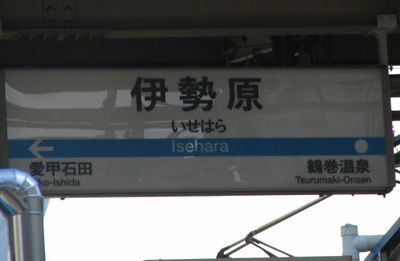 伊勢原
いせはら
Isehara
愛甲石田 鶴巻温泉
ko-Ishida Tsurumaki-Onsen